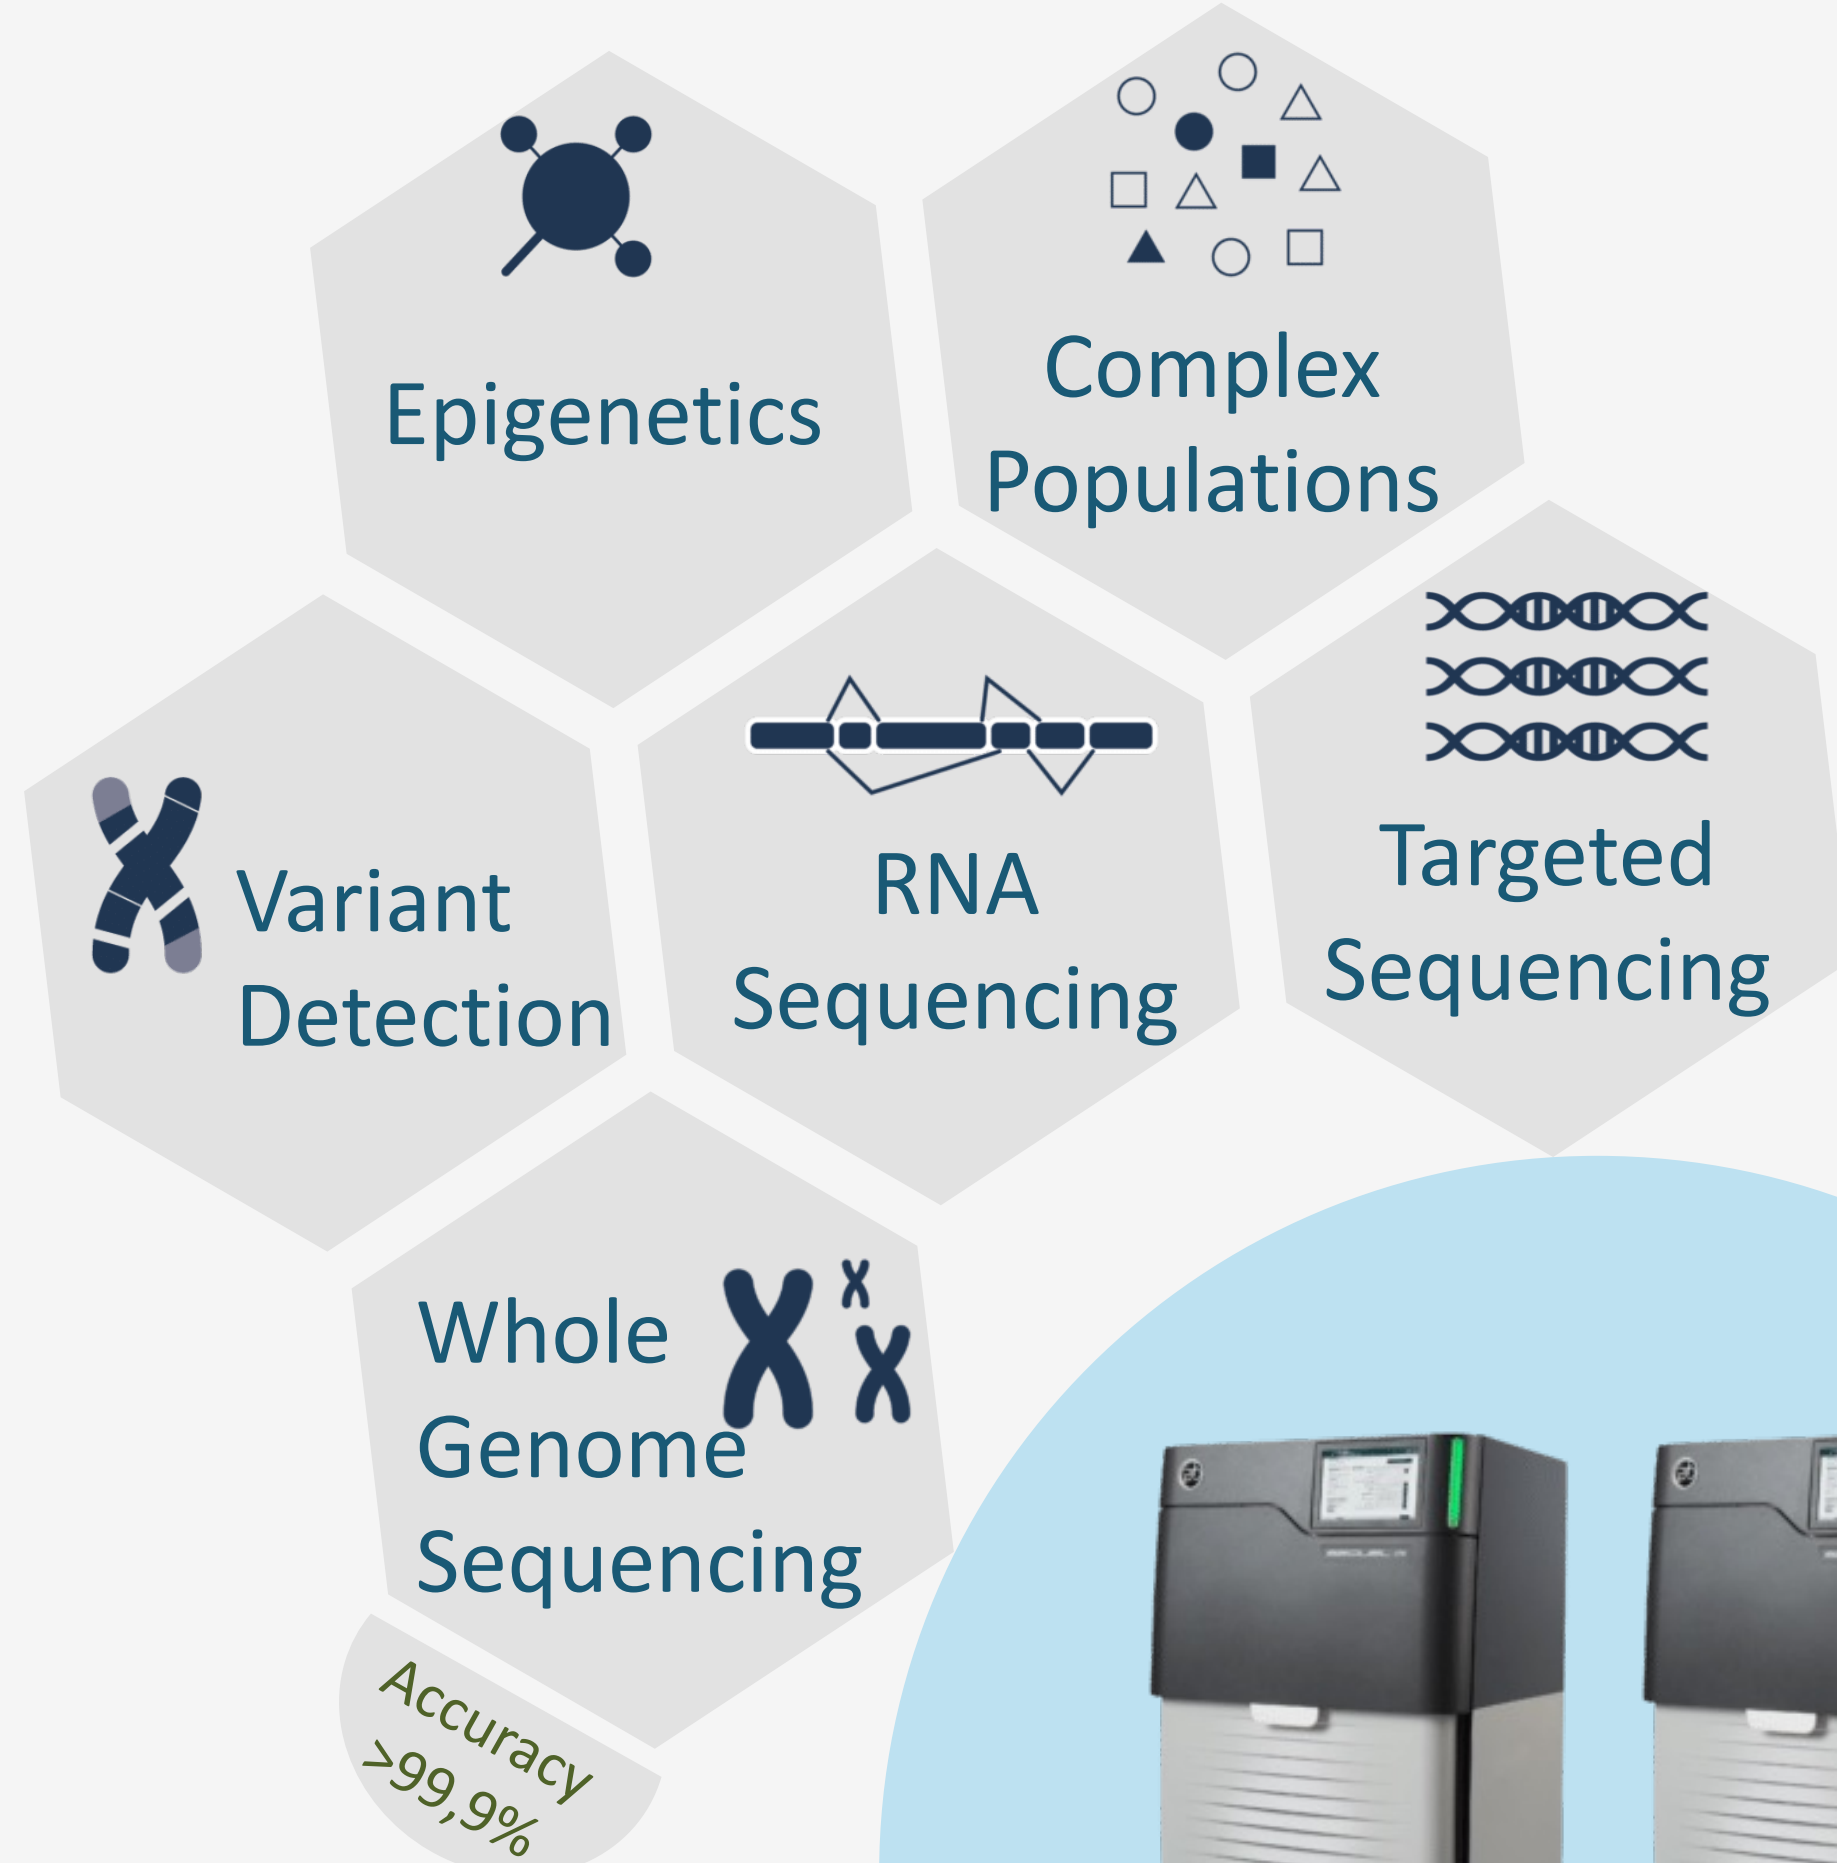 Epigenetics
Complex
Populations
Variant
Detection
RNA
Sequencing
Targeted
Sequencing
Whole
Genome
Sequencing
Accuracy
>99,9%